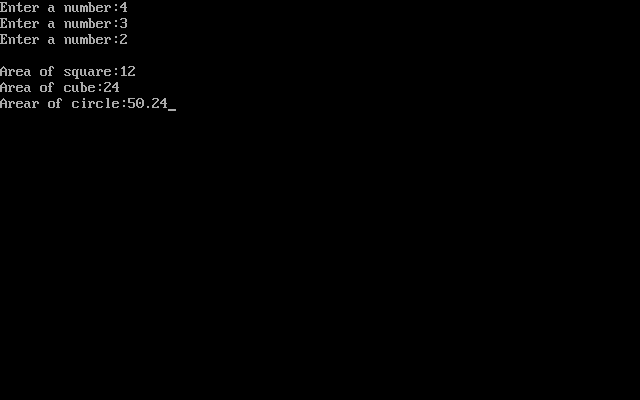 Enter a number:4
Enter a number:3
Enter a number:2
Area of square:12
Area of cube:24
Arear of circle:50.24_